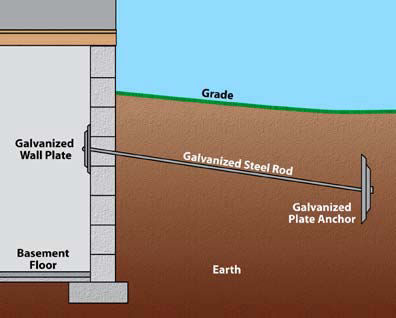 Grade
Galvanized
Wall Plate
Galvanized Steel Rod
Galvanized
Plate Anchor
Basement
Floor
Earth